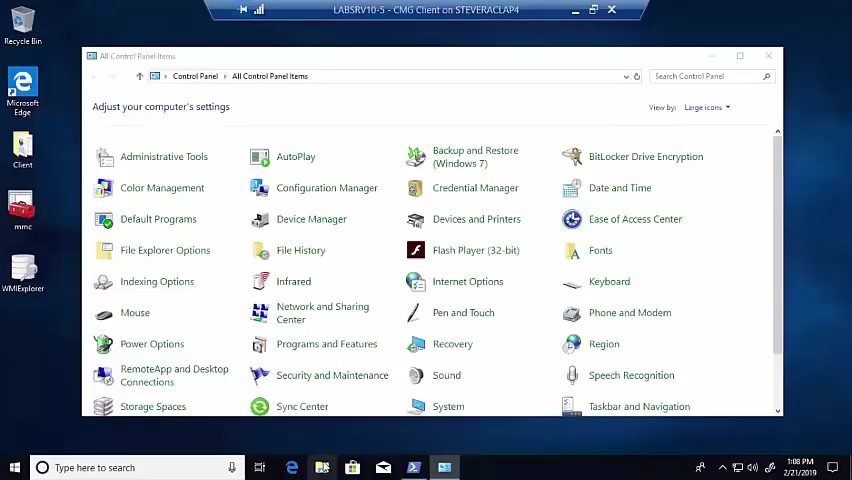 LABSRV10-5 - CMG Client on STEVERACLAP4
Recycle Bin
Microsoft
Edge
Client
mmc
WMIExplorer
All Control Panel Items
Control Panel
All Control Panel Items
Search Control Panel
Adjust your computer's settings
View by: Large icons
Administrative Tools
AutoPlay
Backup and Restore
(Windows 7)
BitLocker Drive Encryption
Color Management
Configuration Manager
Credential Manager
Date and Time
Default Programs
Device Manager
Devices and Printers
Ease of Access Center
File Explorer Options
File History
Flash Player (32-bit)
Fonts
Indexing Options
Infrared
Internet Options
Keyboard
Mouse
Network and Sharing
Center
Pen and Touch
Phone and Modem
Power Options
Programs and Features
Recovery
Region
RemoteApp and Desktop
Connections
Security and Maintenance
Sound
Speech Recognition
Storage Spaces
Sync Center
System
Taskbar and Navigation
Type here to search
1:08 PM
2/21/2019